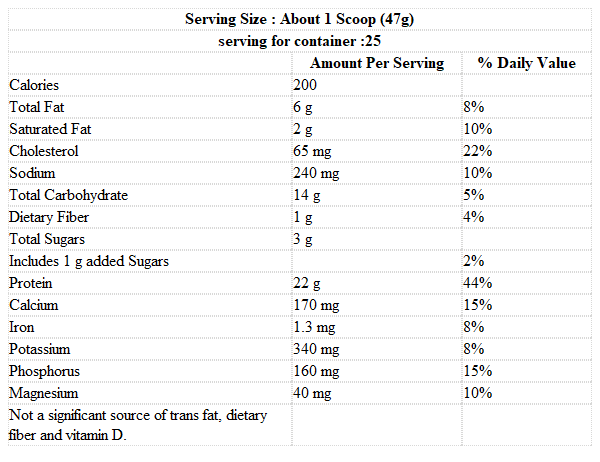 Serving Size : About 1 Scoop (47g)
serving for container :25
Amount Per Serving % Daily Value
Calories 200
Total Fat 6 g 8%
Saturated Fat 2 g 10%
Cholesterol 65 mg 22%
Sodium 240 mg 10%
Total Carbohydrate 14 g 5%
Dietary Fiber 1 g 4%
Total Sugars 3 g
Includes 1 g added Sugars 2%
Protein 22 g 44%
Calcium 170 mg 15%
Iron 1.3 mg 8%
Potassium 340 mg 8%
Phosphorus 160 mg 15%
Magnesium 40 mg 10%
Not a significant source of trans fat, dietary
fiber and vitamin D.